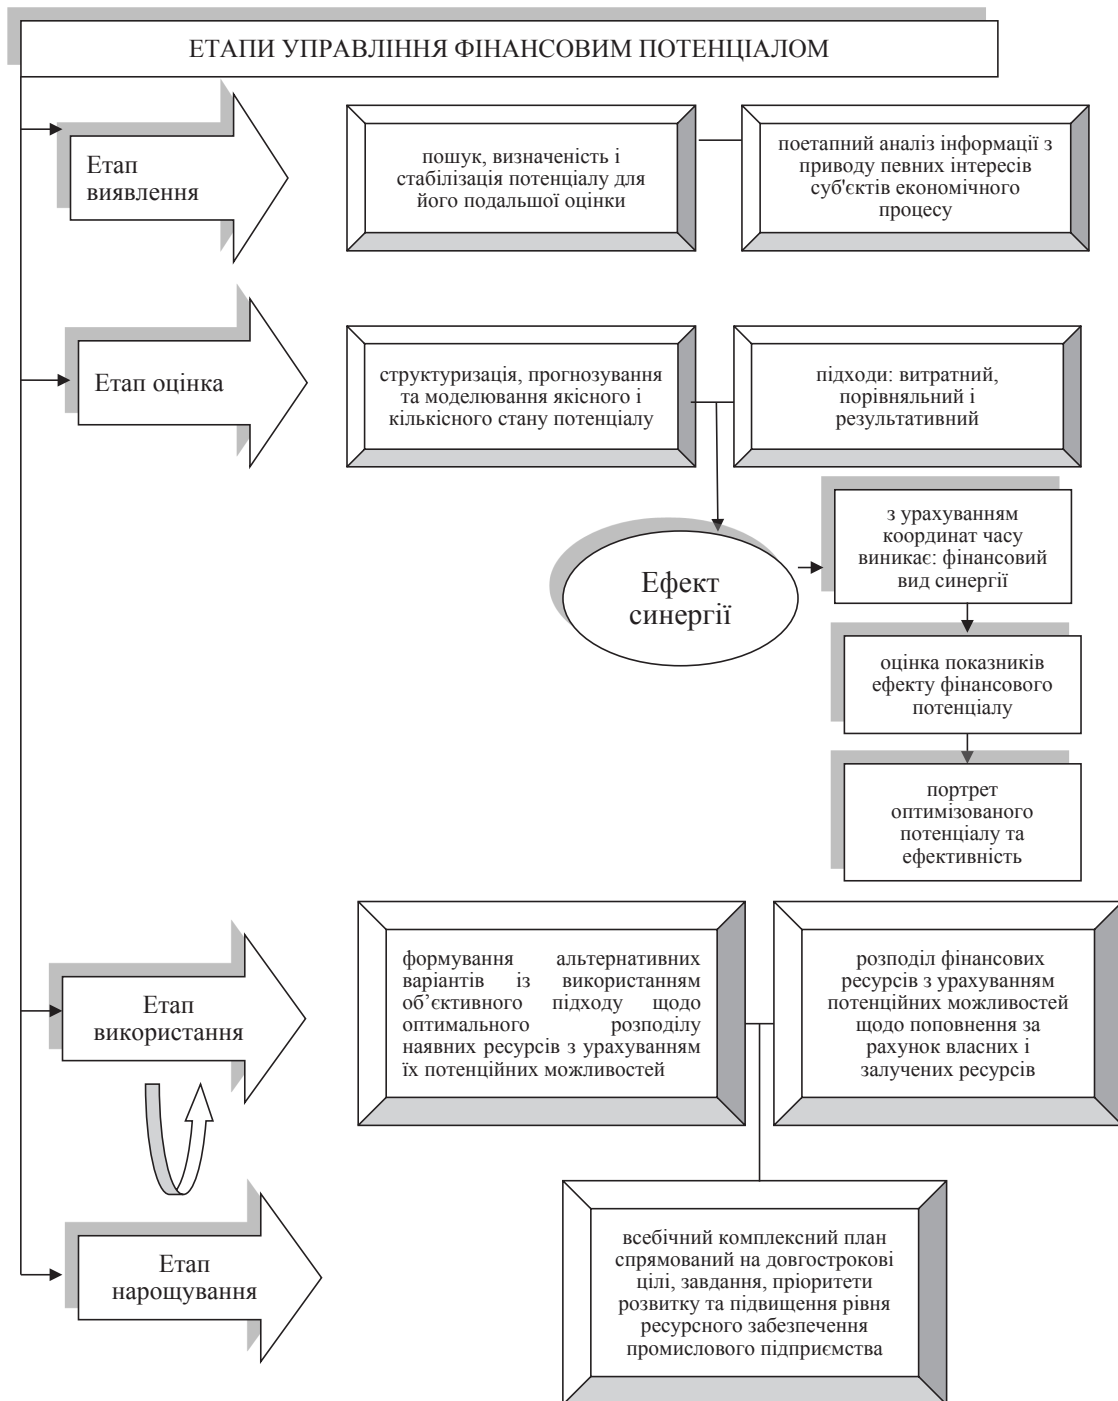 ЕТАПИ УПРАВЛІННЯ ФІНАНСОВИМ ПОТЕНЦІАЛОМ
Етап
виявлення
пошук, визначеність і
стабілізація потенціалу для
його подальшої оцінки
поетапний аналіз інформації з
приводу певних інтересів
суб'єктів економічного
процесу
Етап оцінка
структуризація, прогнозування
та моделювання якісного і
кількісного стану потенціалу
підходи: витратний,
порівняльний і
результативний
Ефект
синергії
з урахуванням
координат часу
виникає: фінансовий
вид синергії
оцінка показників
ефекту фінансового
потенціалу
портрет
оптимізованого
потенціалу та
ефективність
Етап
використання
формування альтернативних
варіантів із використанням
об’єктивного підходу щодо
оптимального розподілу
наявних ресурсів з урахуванням
їх потенційних можливостей
розподіл фінансових
ресурсів з урахуванням
потенційних можливостей
щодо поповнення за
рахунок власних і
залучених ресурсів
Етап
нарощування
всебічний комплексний план
спрямований на довгострокові
цілі, завдання, пріоритети
розвитку та підвищення рівня
ресурсного забезпечення
промислового підприємства